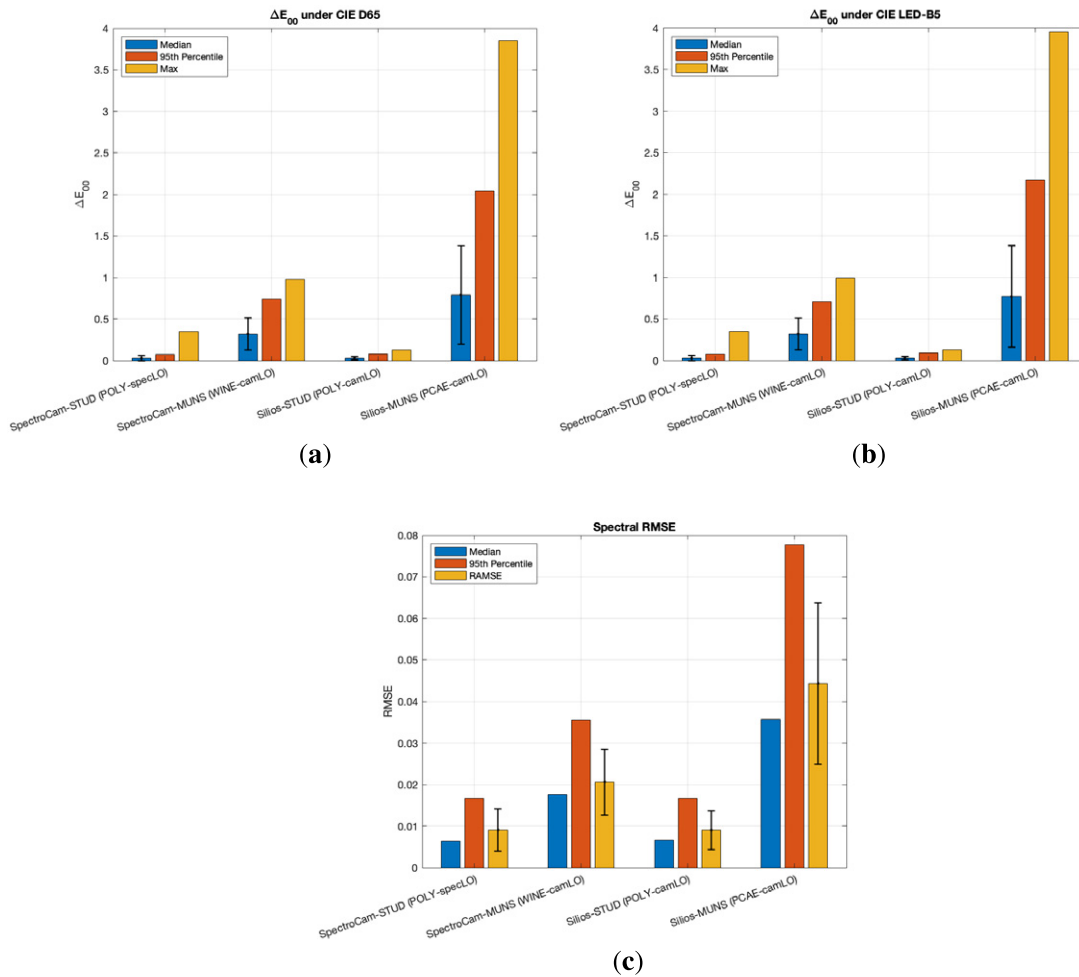 ΔE00 under CIE D65
Median
95th Percentile
Max
4
3.5
3
2.5
2
1.5
1
0.5
0
ΔE00
SpectroCam-STUD (POLY-specLO)
SpectroCam-MUNS (WINE-camLO)
Silios-STUD (POLY-camLO)
Silios-MUNS (PCAE-camLO)
(a)
ΔE00 under CIE LED-B5
Median
95th Percentile
Max
4
3.5
3
2.5
2
1.5
1
0.5
0
ΔE00
SpectroCam-STUD (POLY-specLO)
SpectroCam-MUNS (WINE-camLO)
Silios-STUD (POLY-camLO)
Silios-MUNS (PCAE-camLO)
(b)
Spectral RMSE
Median
95th Percentile
RAMSE
0.08
0.07
0.06
0.05
0.04
0.03
0.02
0.01
0
RMSE
SpectroCam-STUD (POLY-specLO)
SpectroCam-MUNS (WINE-camLO)
Silios-STUD (POLY-camLO)
Silios-MUNS (PCAE-camLO)
(c)